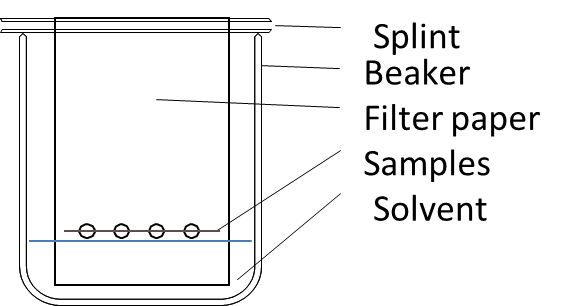 Splint
Beaker
Filter paper
Samples
Solvent